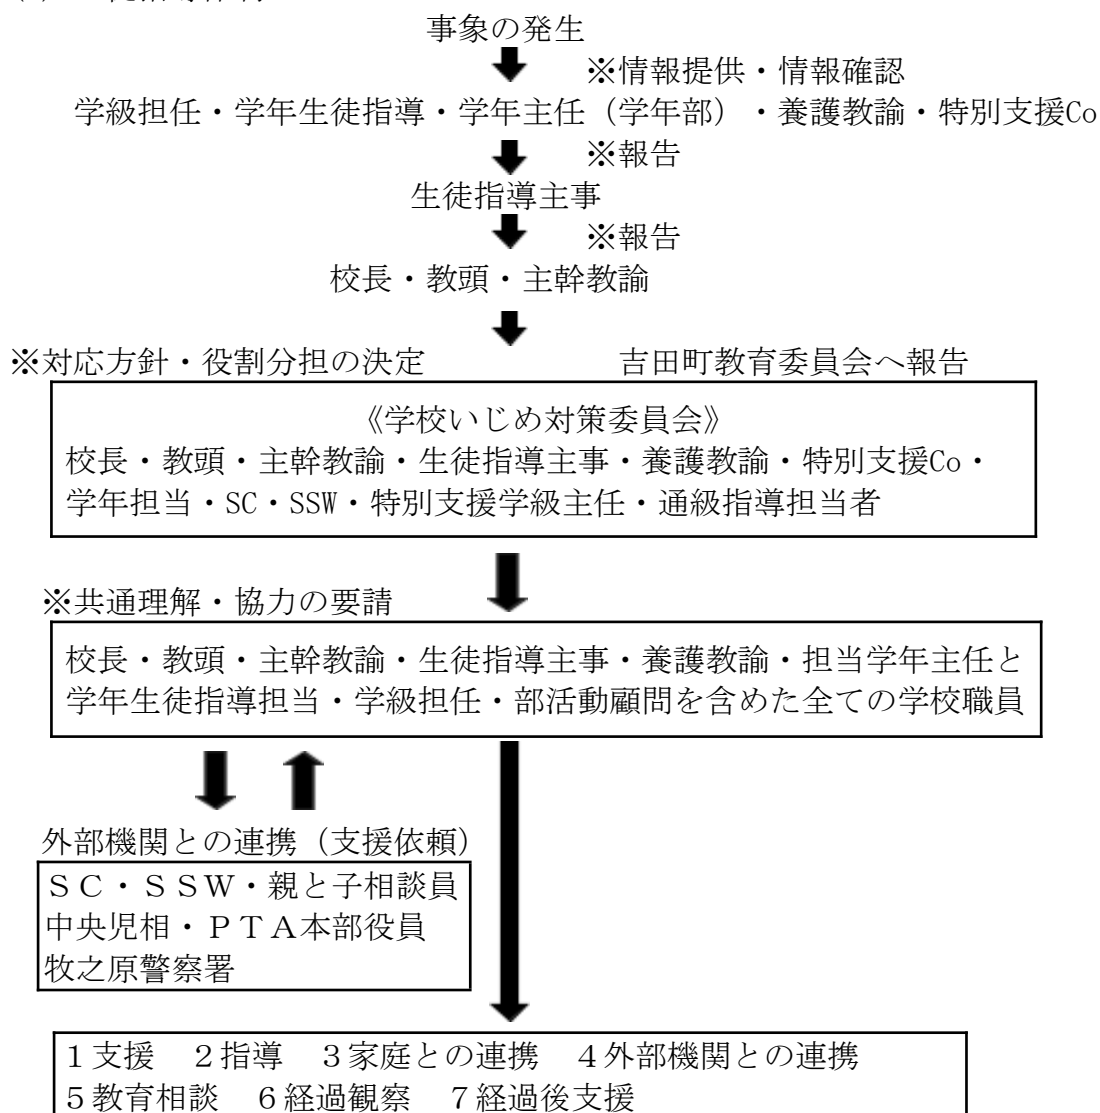 事象の発生
※情報提供・情報確認
学級担任・学年生徒指導・学年主任（学年部）・養護教諭・特別支援Co
※報告
生徒指導主事
※報告
校長・教頭・主幹教諭
※対応方針・役割分担の決定　吉田町教育委員会へ報告
《学校いじめ対策委員会》
校長・教頭・主幹教諭・生徒指導主事・養護教諭・特別支援Co・
学年担当・SC・SSW・特別支援学級主任・通級指導担当者
※共通理解・協力の要請
校長・教頭・主幹教諭・生徒指導主事・養護教諭・担当学年主任と
学年生徒指導担当・学級担任・部活動顧問を含めた全ての学校職員
外部機関との連携（支援依頼）
ＳＣ・ＳＳＷ・親と子相談員
中央児相・ＰＴＡ本部役員
牧之原警察署
１支援　２指導　３家庭との連携　４外部機関との連携
５教育相談　６経過観察　７経過後支援